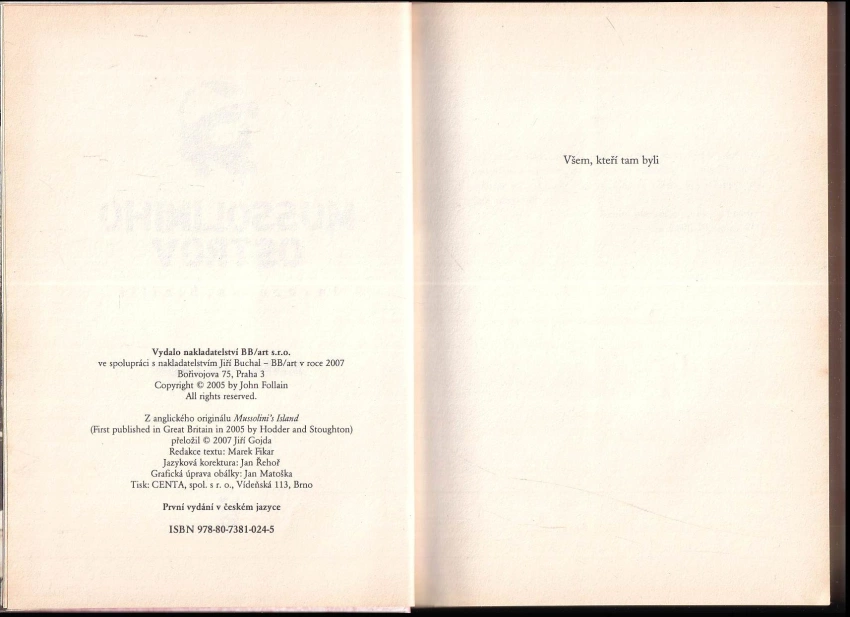 MUSSOLINIHO
OSTROV
Vydalo nakladatelství BB/art s.r.o.
ve spolupráci s nakladatelstvím Jiří Buchal – BB/art v roce 2007
Bořivojova 75, Praha 3
Copyright © 2005 by John Follain
All rights reserved.
Z anglického originálu Mussolini's Island
(First published in Great Britain in 2005 by Hodder and Stoughton)
přeložil © 2007 Jiří Gojda
Redakce textu: Marek Fikar
Jazyková korektura: Jan Řehoř
Grafická úprava obálky: Jan Matoška
Tisk: CENTA, spol. s r. o., Vídeňská 113, Brno
První vydání v českém jazyce
ISBN 978-80-7381-024-5
Všem, kteří tam byli